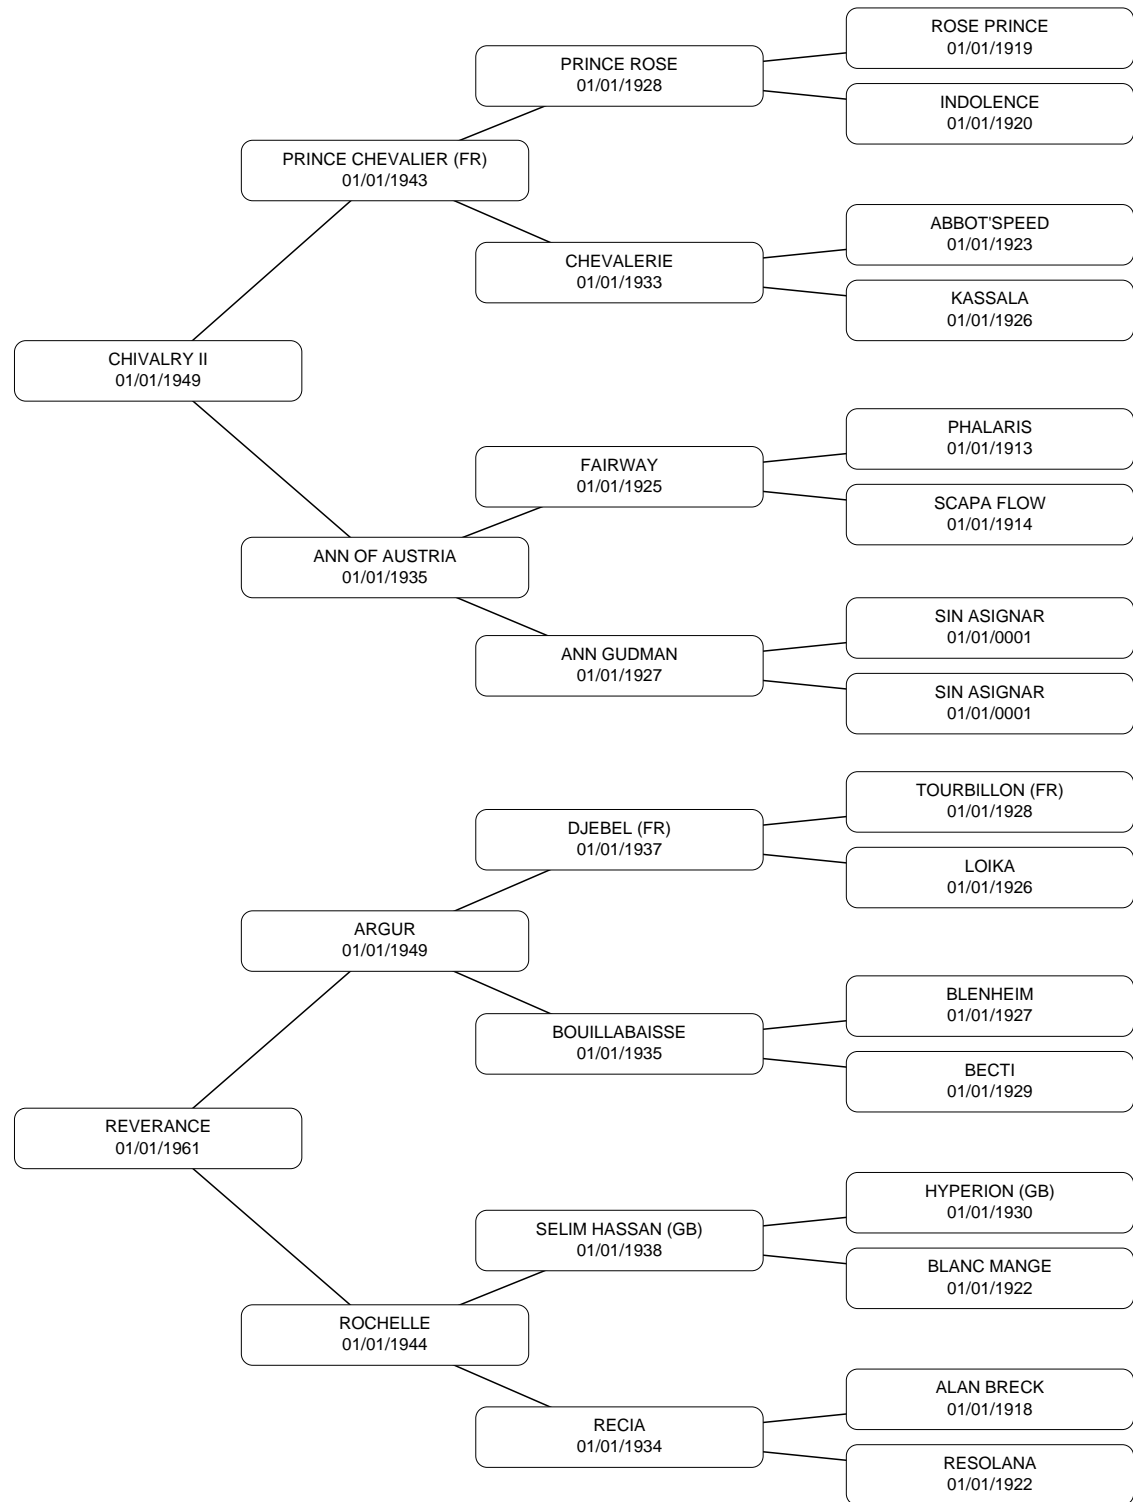 ROSE PRINCE
01/01/1919
PRINCE ROSE
01/01/1928
INDOLENCE
01/01/1920
PRINCE CHEVALIER (FR)
01/01/1943
ABBOT'SPEED
01/01/1923
CHEVALERIE
01/01/1933
KASSALA
01/01/1926
CHIVALRY II
01/01/1949
PHALARIS
01/01/1913
FAIRWAY
01/01/1925
SCAPA FLOW
01/01/1914
ANN OF AUSTRIA
01/01/1935
SIN ASIGNAR
01/01/0001
ANN GUDMAN
01/01/1927
SIN ASIGNAR
01/01/0001
TOURBILLON (FR)
01/01/1928
DJEBEL (FR)
01/01/1937
LOIKA
01/01/1926
ARGUR
01/01/1949
BLENHEIM
01/01/1927
BOUILLABAISSE
01/01/1935
BECTI
01/01/1929
REVERANCE
01/01/1961
HYPERION (GB)
01/01/1930
SELIM HASSAN (GB)
01/01/1938
BLANC MANGE
01/01/1922
ROCHELLE
01/01/1944
ALAN BRECK
01/01/1918
RECIA
01/01/1934
RESOLANA
01/01/1922